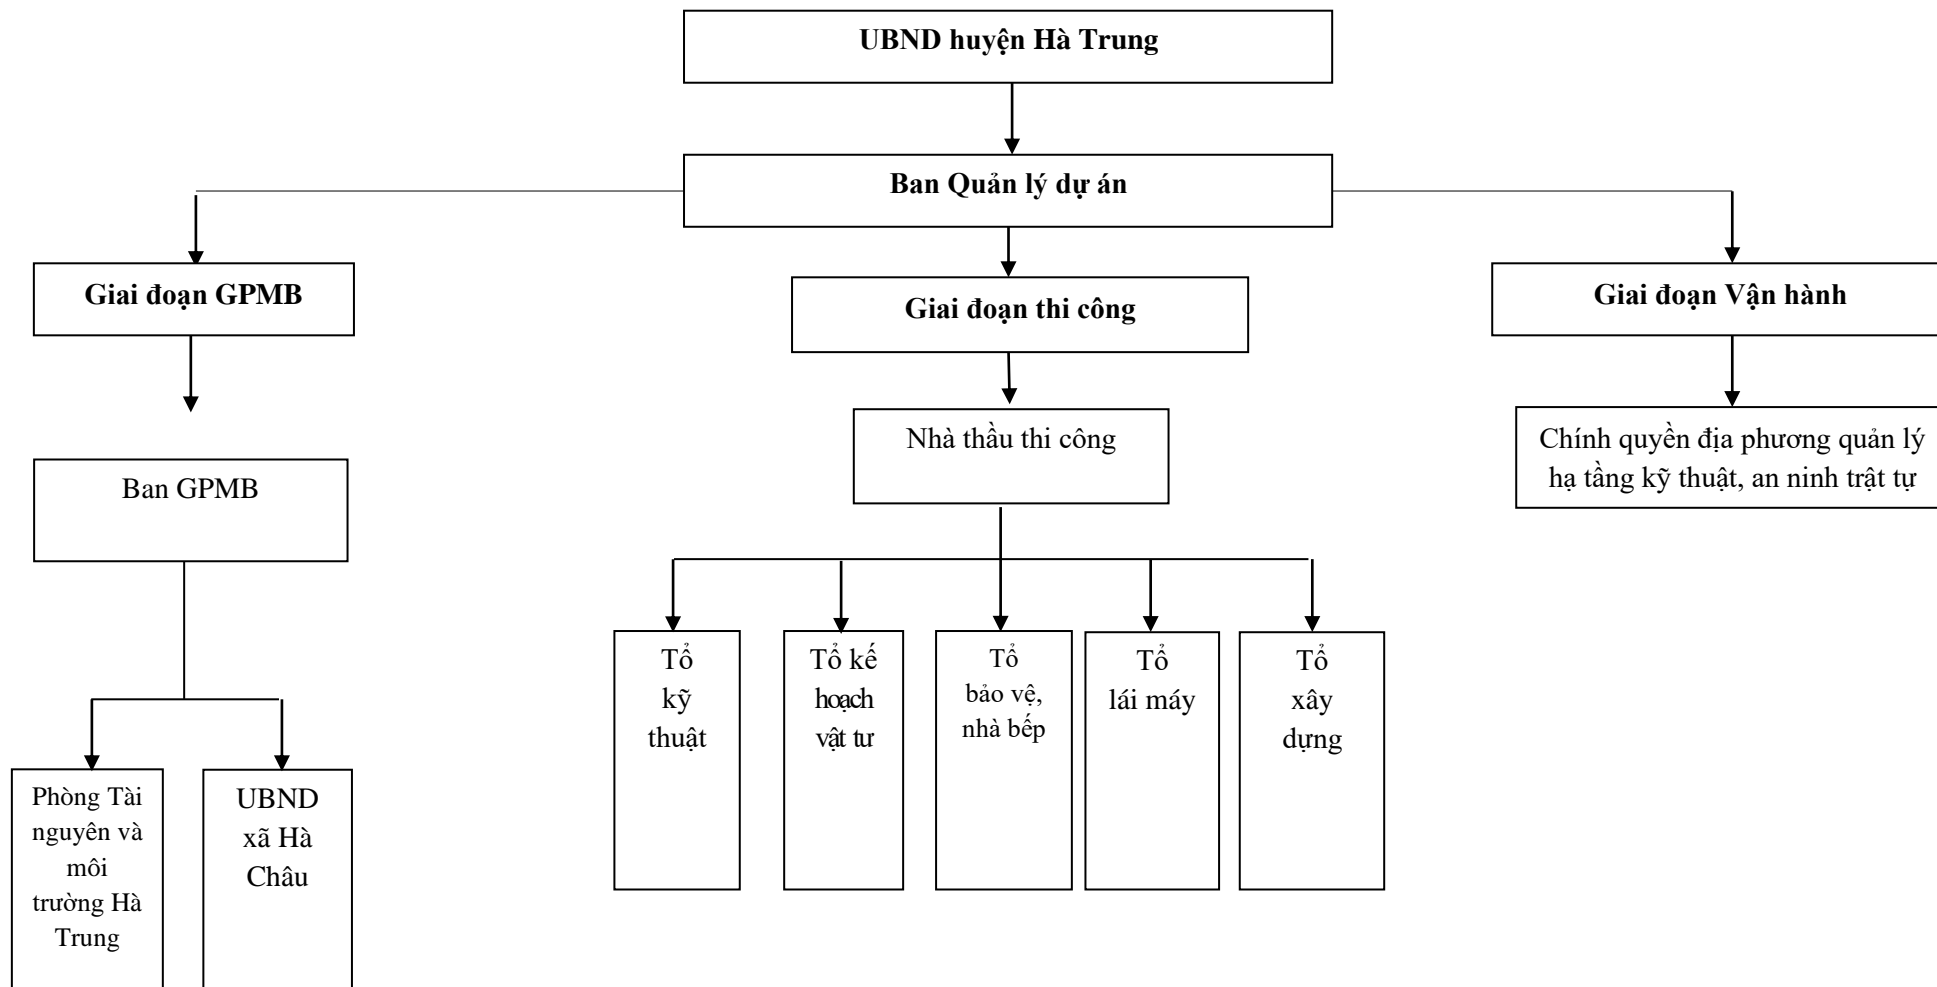 UBND huyện Hà Trung
Ban Quản lý dự án
Giai đoạn GPMB
Giai đoạn thi công
Giai đoạn Vận hành
Ban GPMB
Nhà thầu thi công
Chính quyền địa phương quản lý
hạ tầng kỹ thuật, an ninh trật tự
Tổ
kỹ
thuật
Tổ kế
hoạch
vật tư
Tổ
bảo vệ,
nhà bếp
Tổ
lái máy
Tổ
xây
dựng
Phòng Tài
nguyên và
môi
trường Hà
Trung
UBND
xã Hà
Châu